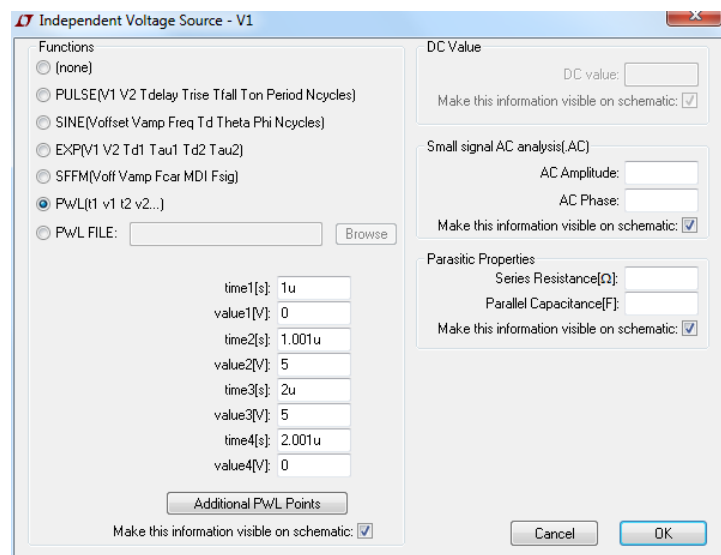 Independent Voltage Source - V1
Functions
(none)
PULSE(V1 V2 Tdelay Trise Tfall Ton Period Ncycles)
SINE(Voffset Vamp Freq Td Theta Phi Ncycles)
EXP(V1 V2 Td1 Tau1 Td2 Tau2)
SFFM(Voff Vamp Fcar MDI Fsig)
PWL(t1 v1 t2 v2...)
PWL FILE: Browse
time1[s]: 1u
value1[V]: 0
time2[s]: 1.001u
value2[V]: 5
time3[s]: 2u
value3[V]: 5
time4[s]: 2.001u
value4[V]: 0
Additional PWL Points
Make this information visible on schematic:
DC Value
DC value:
Make this information visible on schematic:
Small signal AC analysis(.AC)
AC Amplitude:
AC Phase:
Make this information visible on schematic:
Parasitic Properties
Series Resistance[Ω]:
Parallel Capacitance[F]:
Make this information visible on schematic:
Cancel OK